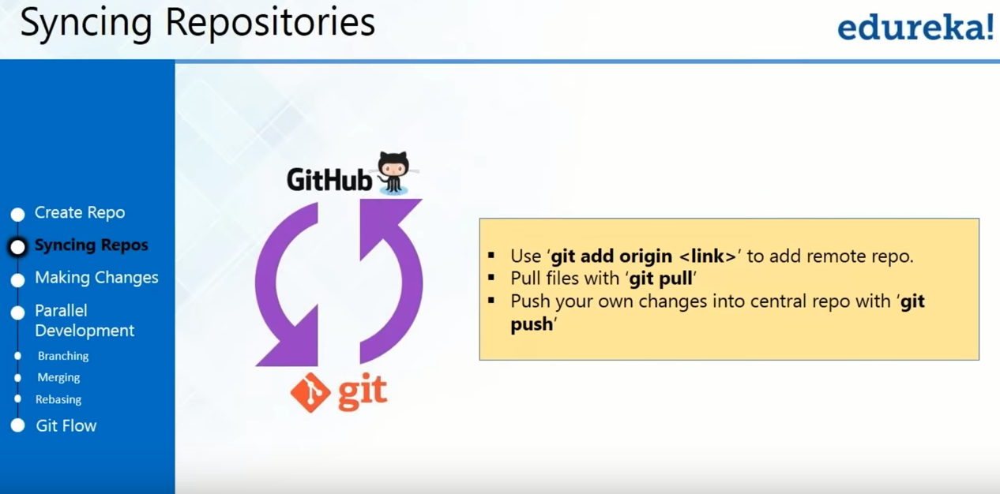 Syncing Repositories
edureka!
Create Repo
Syncing Repos
Making Changes
Parallel
Development
Branching
Merging
Rebasing
Git Flow
GitHub
git
▪ Use ‘git add origin <link>’ to add remote repo.
▪ Pull files with ‘git pull’
▪ Push your own changes into central repo with ‘git
push’